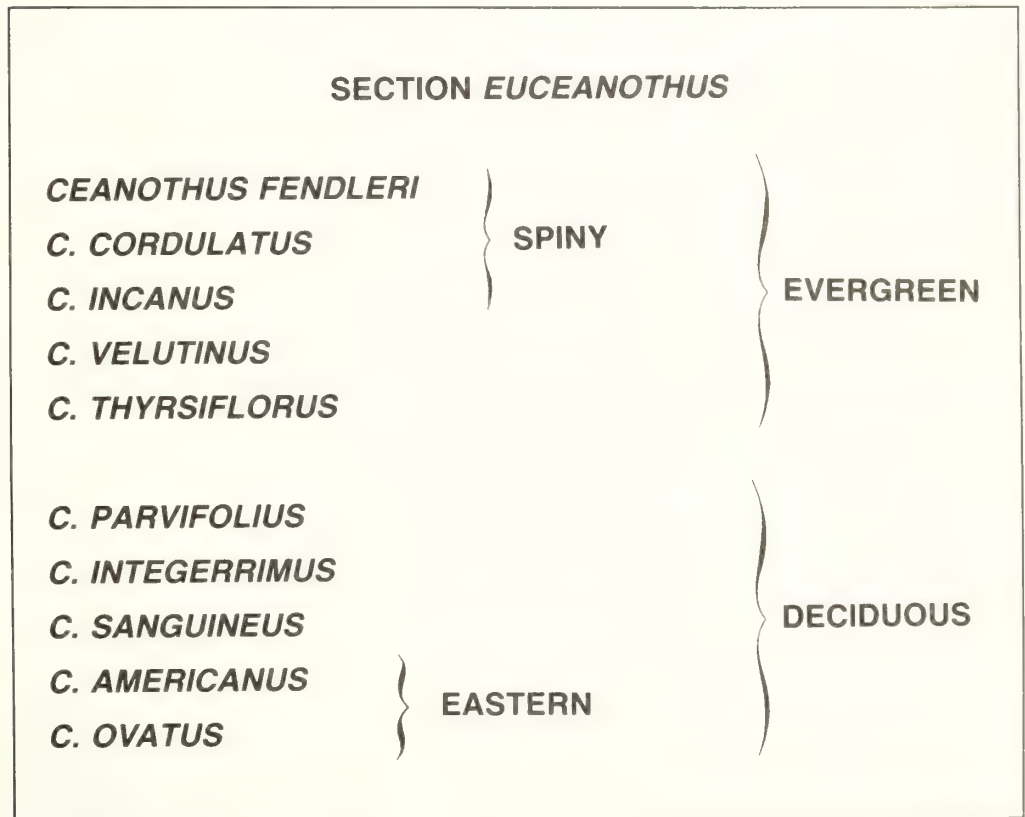 SECTION EUCEANOTHUS
CEANOTHUS FENDLERI
C. CORDULATUS
C. INCANUS
SPINY
C. VELUTINUS
C. THYRSIFLORUS
EVERGREEN
C. PARVIFOLIUS
C. INTEGERRIMUS
C. SANGUINEUS
C. AMERICANUS
C. OVATUS
EASTERN
DECIDUOUS